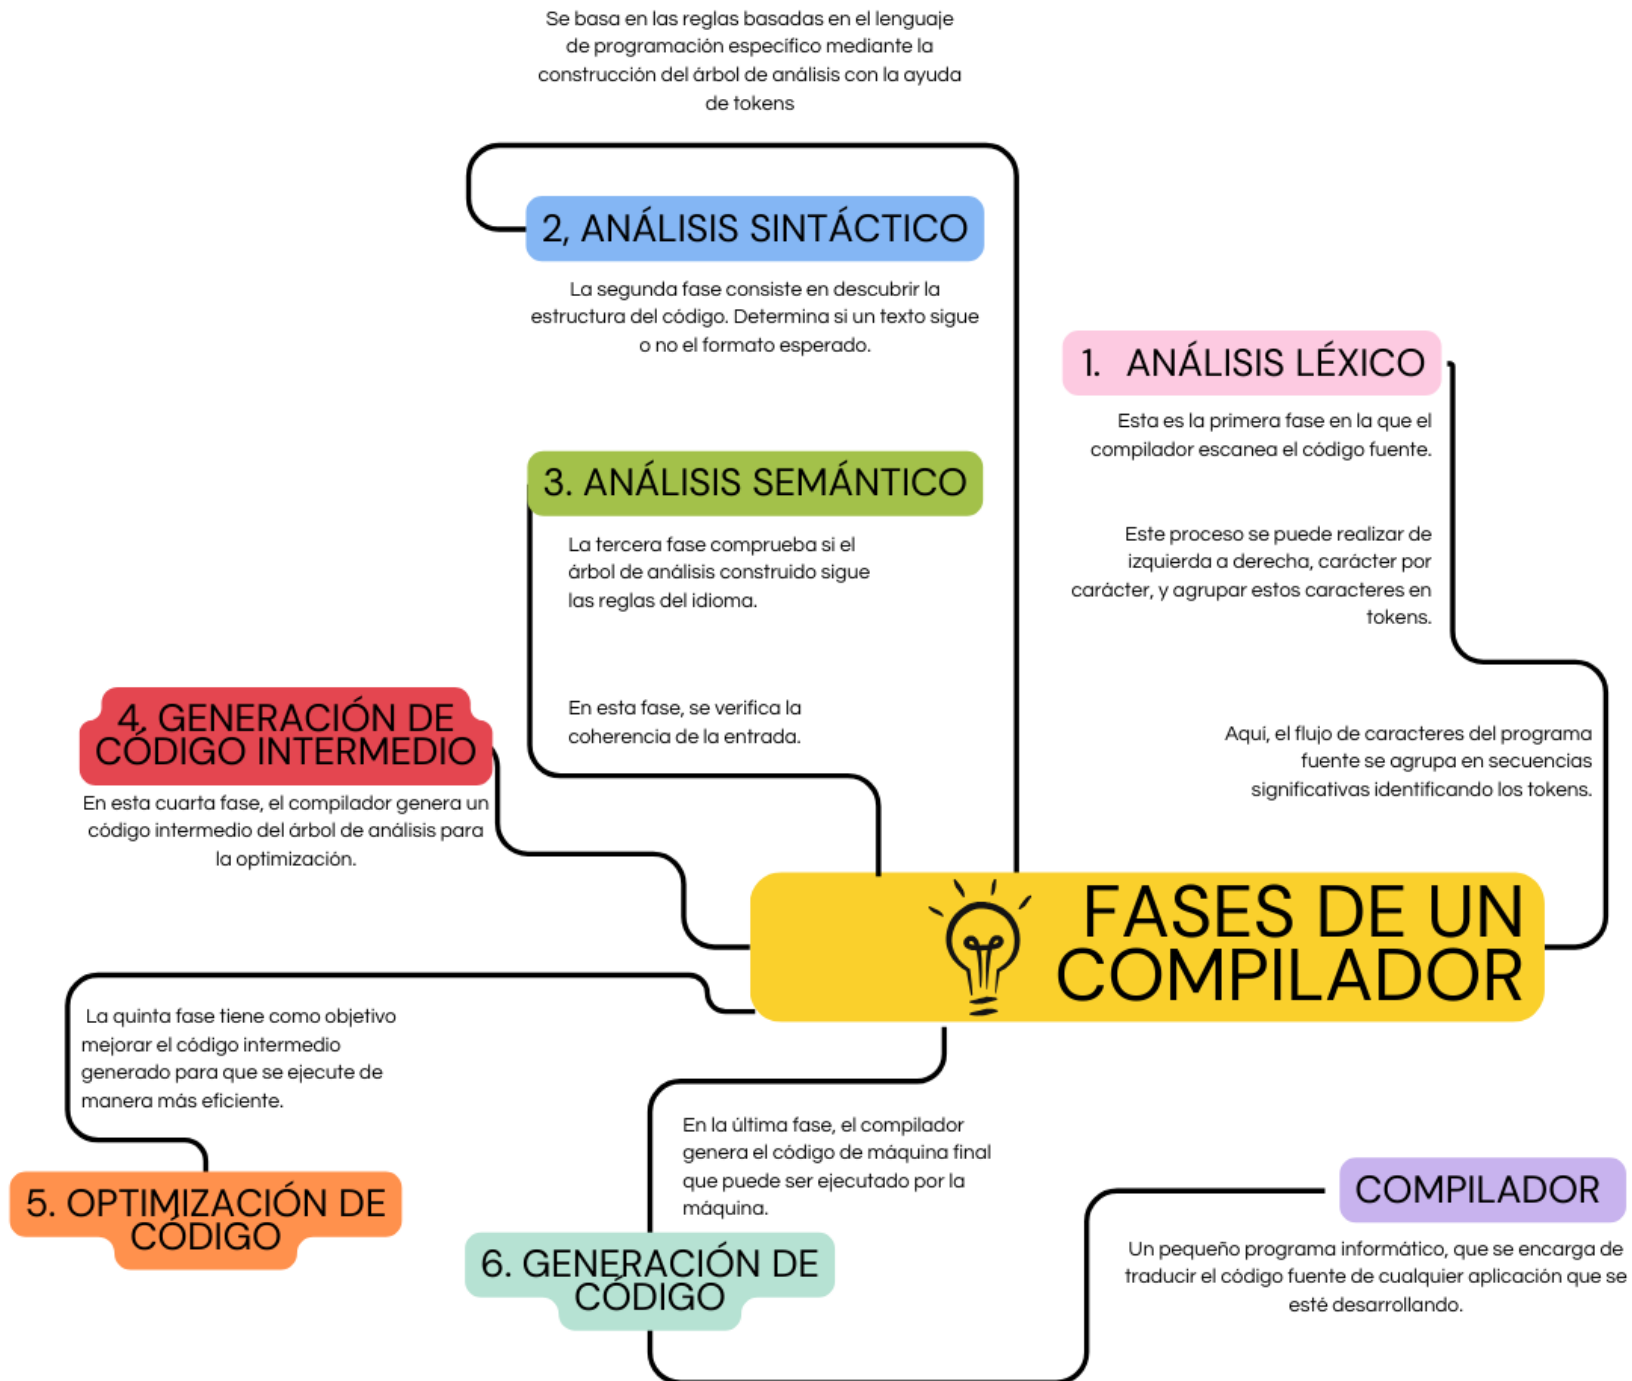 Se basa en las reglas basadas en el lenguaje
de programación específico mediante la
construcción del árbol de análisis con la ayuda
de tokens
2, ANÁLISIS SINTÁCTICO
La segunda fase consiste en descubrir la
estructura del código. Determina si un texto sigue
o no el formato esperado.
1. ANÁLISIS LÉXICO
Esta es la primera fase en la que el
compilador escanea el código fuente.
Este proceso se puede realizar de
izquierda a derecha, carácter por
carácter, y agrupar estos caracteres en
tokens.
Aquí, el flujo de caracteres del programa
fuente se agrupa en secuencias
significativas identificando los tokens.
3. ANÁLISIS SEMÁNTICO
La tercera fase comprueba si el
árbol de análisis construido sigue
las reglas del idioma.
En esta fase, se verifica la
coherencia de la entrada.
4, GENERACIÓN DE
CÓDIGO INTERMEDIO
En esta cuarta fase, el compilador genera un
código intermedio del árbol de análisis para
la optimización.
FASES DE UN
COMPILADOR
La quinta fase tiene como objetivo
mejorar el código intermedio
generado para que se ejecute de
manera más eficiente.
5. OPTIMIZACIÓN DE
CÓDIGO
En la última fase, el compilador
genera el código de máquina final
que puede ser ejecutado por la
máquina.
6. GENERACIÓN DE
CÓDIGO
COMPILADOR
Un pequeño programa informático, que se encarga de
traducir el código fuente de cualquier aplicación que se
esté desarrollando.